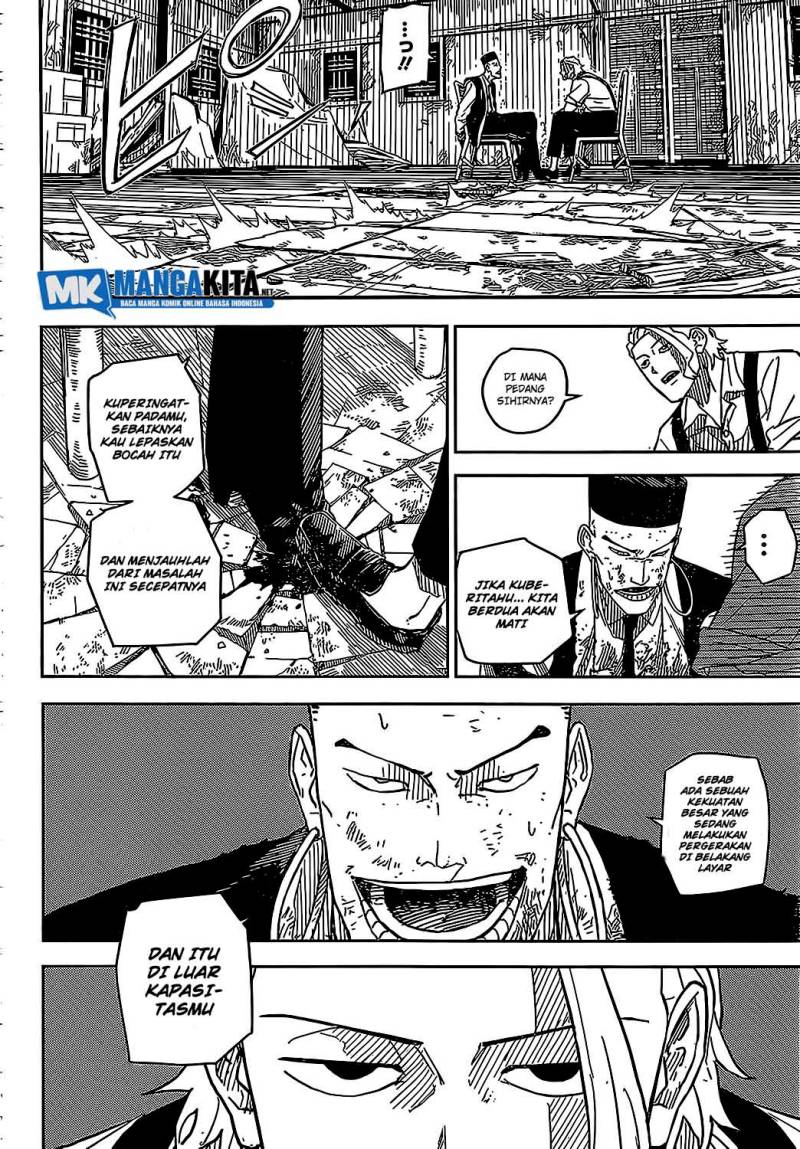 ピン
…っ!!
MK MANGAKITA.NET
BACA MANGA KOMIK ONLINE BAHASA INDONESIA
DI MANA
PEDANG
SIHIRNYA?
...
JIKA KUBE-
RITAHU... KITA
BERDUA AKAN
MATI
KUPERINGAT-
KAN PADAMU,
SEBAIKNYA
KAU LEPASKAN
BOCAH ITU
DAN MENJAUHLAH
DARI MASALAH
INI SECEPATNYA
SEBAB
ADA SEBUAH
KEKUATAN
BESAR YANG
SEDANG
MELAKUKAN
PERGERAKAN
DI BELAKANG
LAYAR
DAN ITU
DI LUAR
KAPASI-
TASMU